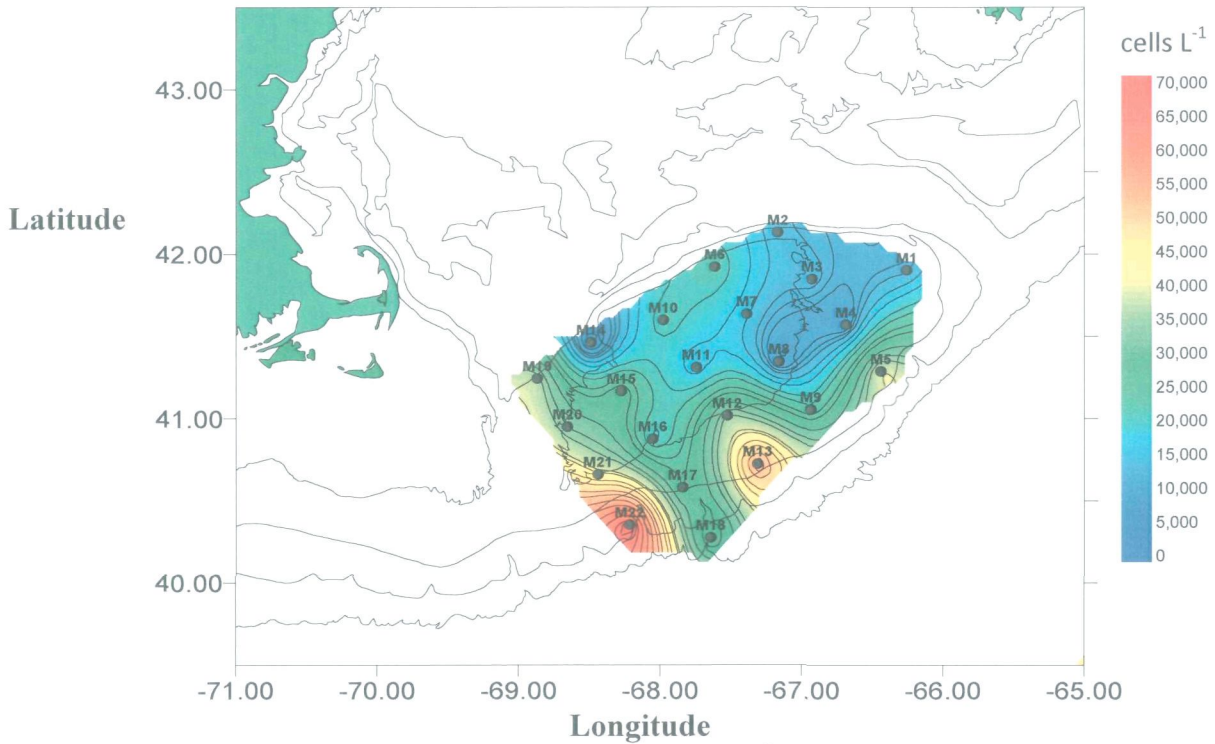 cells L⁻¹
70,000
65,000
60,000
55,000
50,000
45,000
40,000
35,000
30,000
25,000
20,000
15,000
10,000
5,000
0
Latitude
43.00
42.00
41.00
40.00
M2
M6
M3
M1
M10
M7
M4
M14
M8
M11
M5
M19
M15
M9
M12
M20
M16
M13
M21
M17
M22
M18
-71.00 -70.00 -69.00 -68.00 -67.00 -66.00 -65.00
Longitude